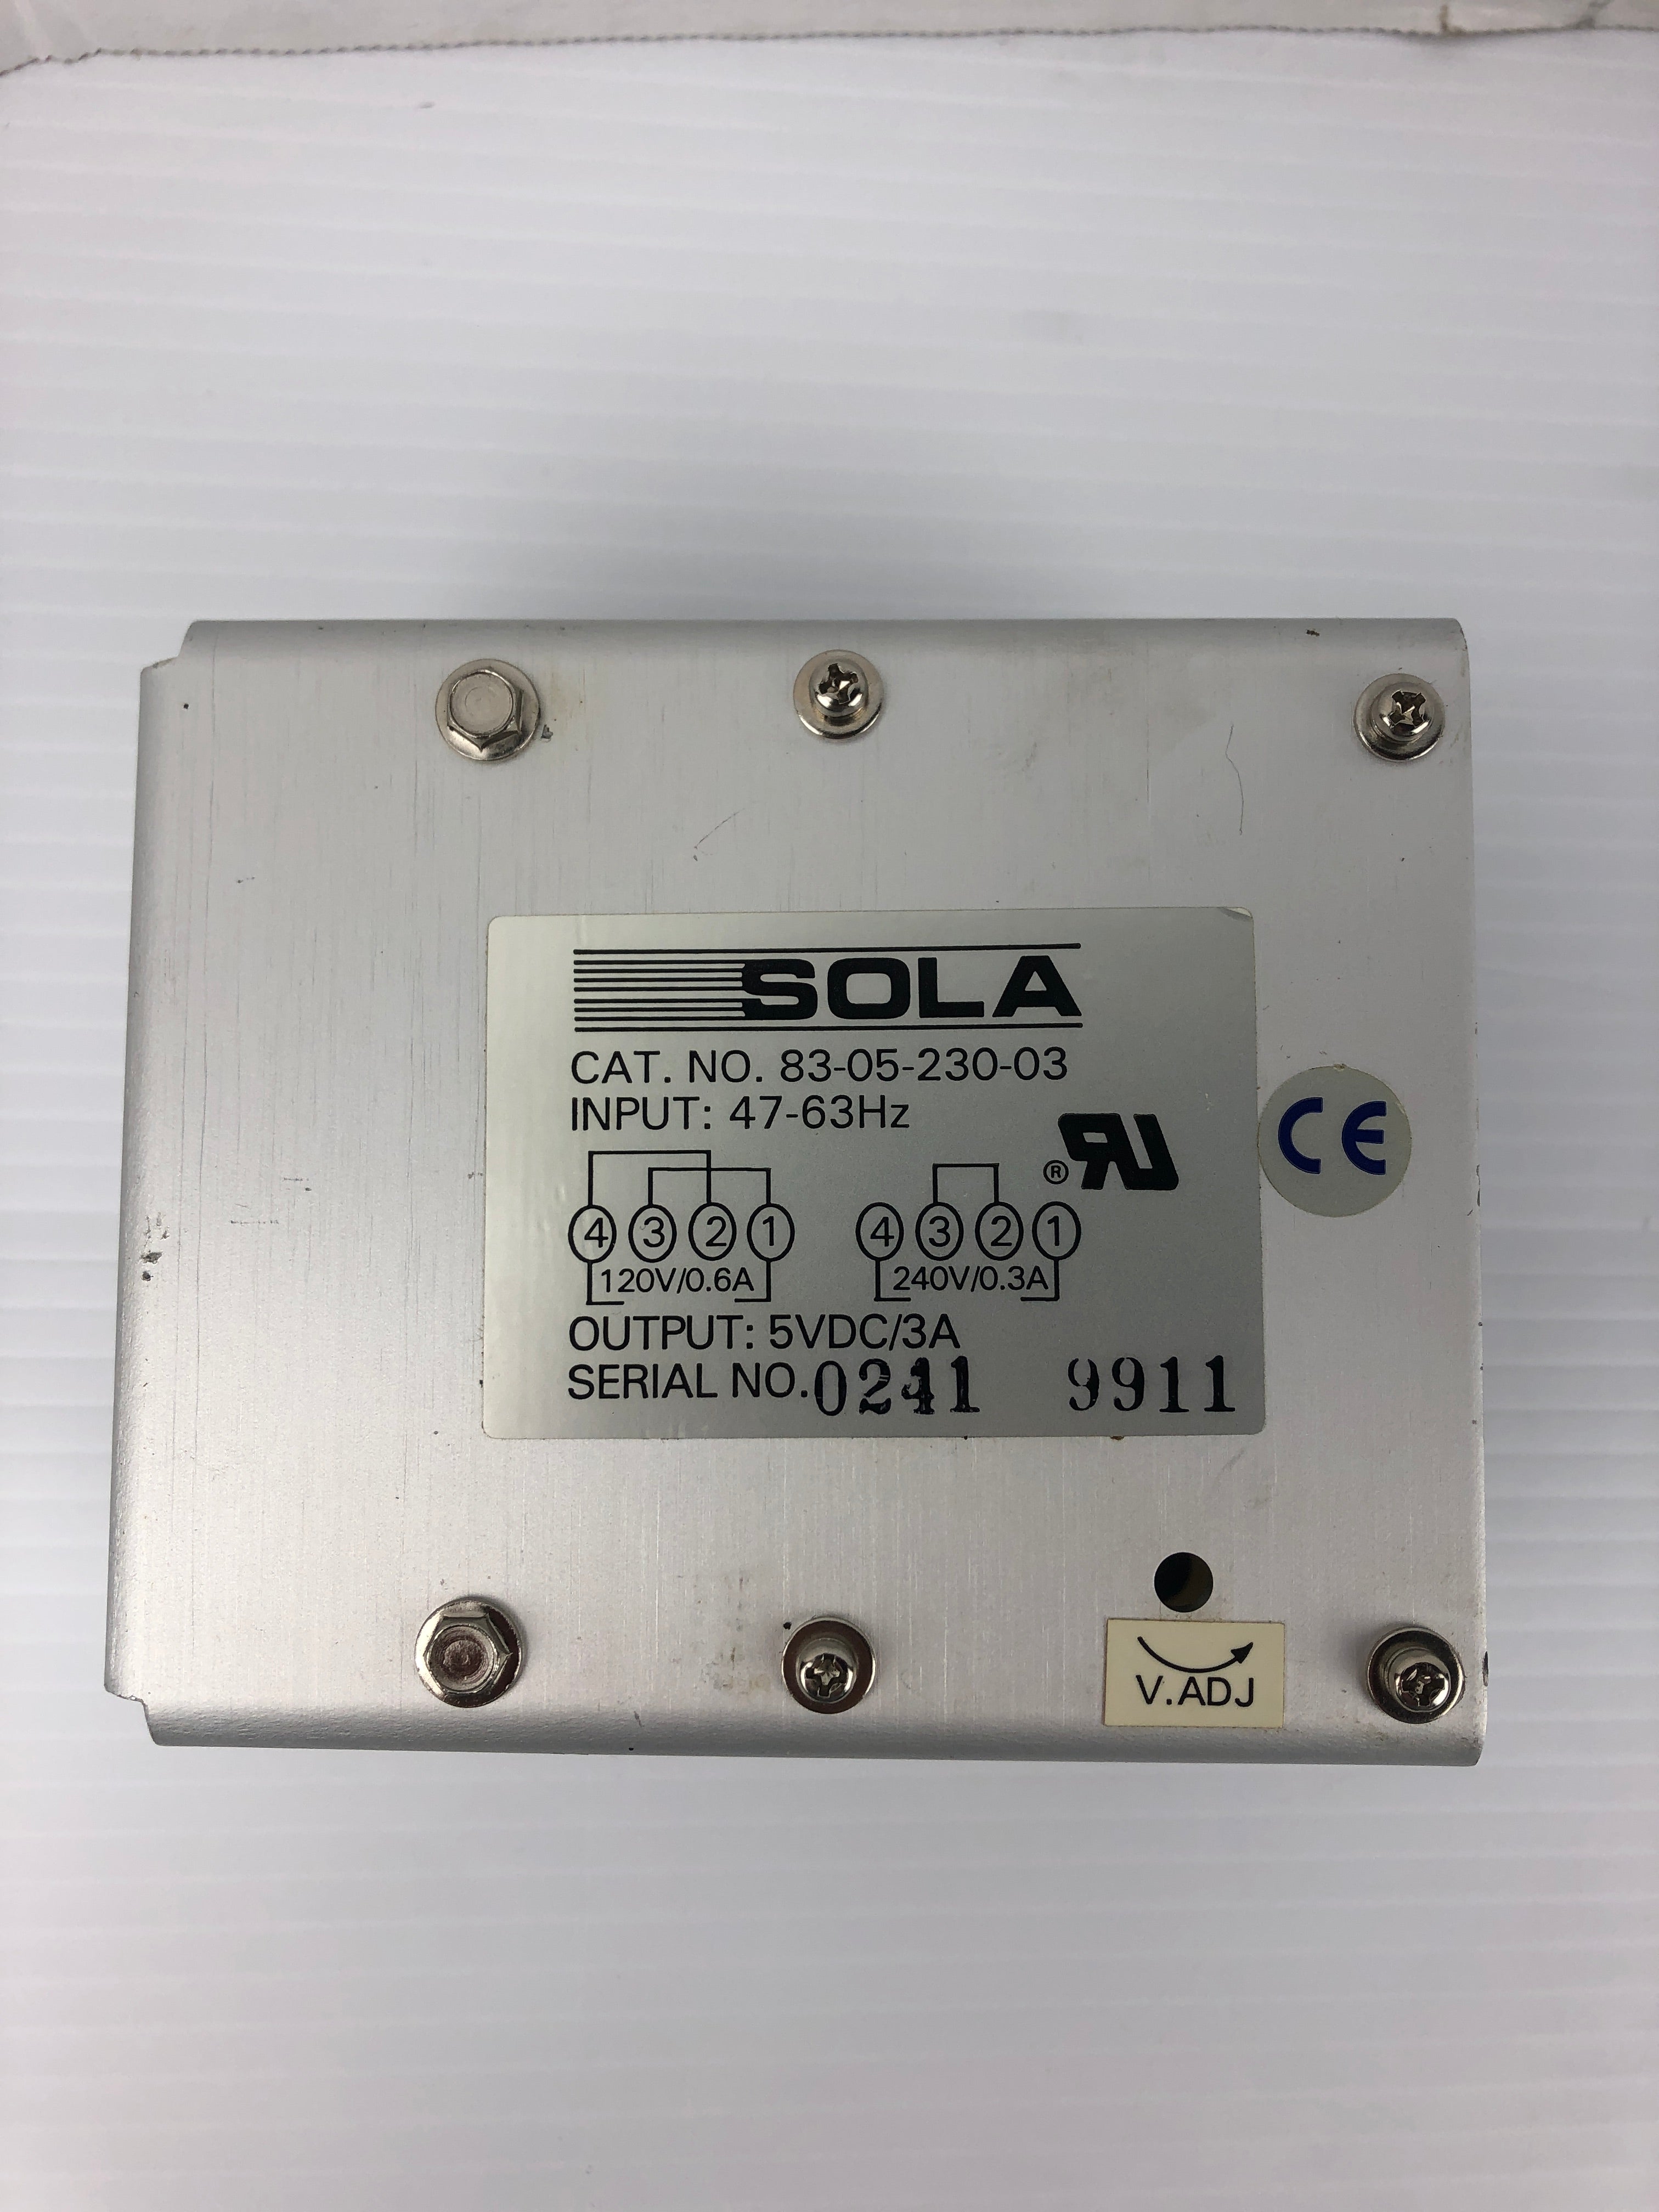 SOLA
CAT. NO. 83-05-230-03
INPUT: 47-63Hz
®
CE
4 3 2 1 4 3 2 1
120V/0.6A 240V/0.3A
OUTPUT: 5VDC/3A
SERIAL NO. 0241 9911
V.ADJ